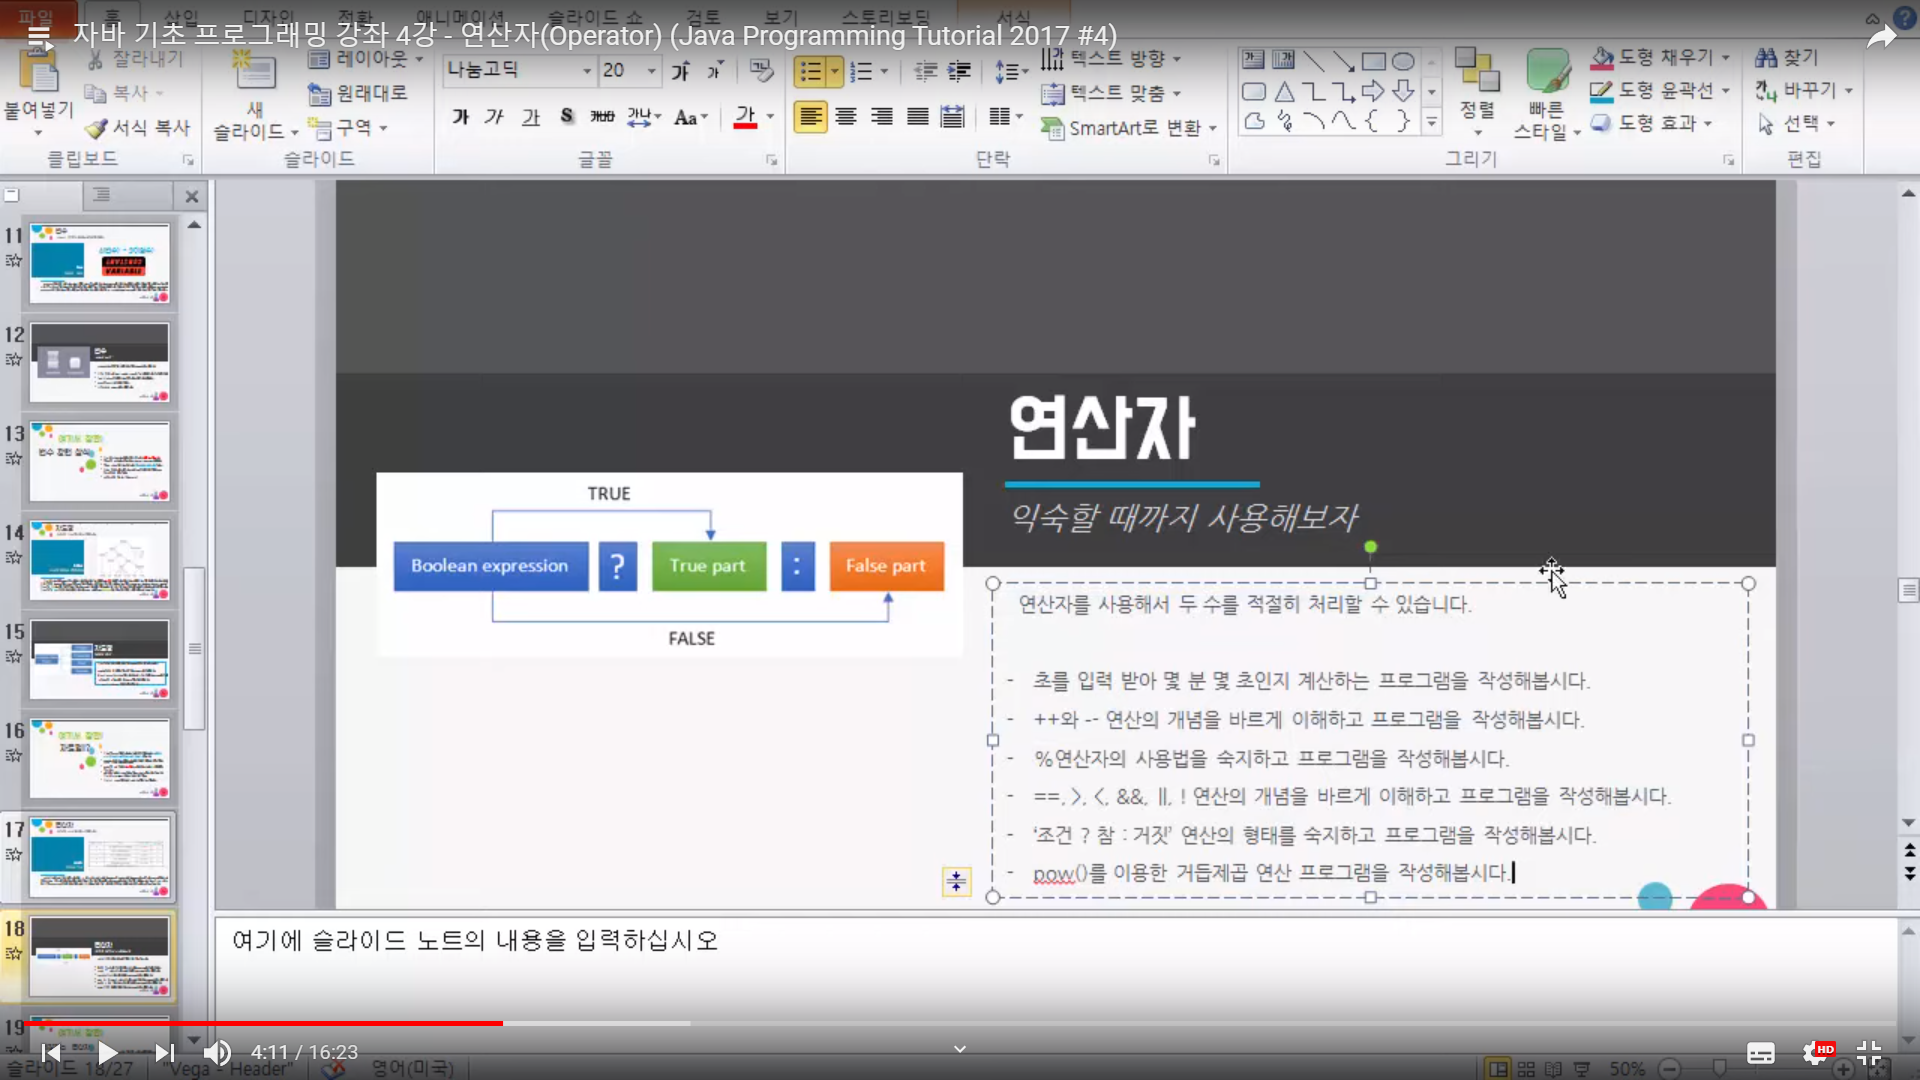 파일 홈 삽입 디자인 전환 애니메이션 슬라이드 쇼 검토 보기 스토리보딩 서식
자바 기초 프로그래밍 강좌 4강 - 연산자(Operator) (Java Programming Tutorial 2017 #4)
붙여넣기
잘라내기
복사
서식 복사
클립보드
새
슬라이드
레이아웃
원래대로
구역
슬라이드
나눔고딕 20
가 가 가 S 가나 Aa 가
글꼴
텍스트 방향
텍스트 맞춤
SmartArt로 변환
단락
정렬
빠른
스타일
도형 채우기
도형 윤곽선
도형 효과
그리기
찾기
바꾸기
선택
편집
11
12
13
14
15
16
17
18
19
연산자
익숙할 때까지 사용해보자
TRUE
Boolean expression ? True part : False part
FALSE
연산자를 사용해서 두 수를 적절히 처리할 수 있습니다.
- 초를 입력 받아 몇 분 몇 초인지 계산하는 프로그램을 작성해봅시다.
- ++와 -- 연산의 개념을 바르게 이해하고 프로그램을 작성해봅시다.
- %연산자의 사용법을 숙지하고 프로그램을 작성해봅시다.
- ==, >, <, &&, ||, ! 연산의 개념을 바르게 이해하고 프로그램을 작성해봅시다.
- ‘조건 ? 참 : 거짓’ 연산의 형태를 숙지하고 프로그램을 작성해봅시다.
- pow()를 이용한 거듭제곱 연산 프로그램을 작성해봅시다.
여기에 슬라이드 노트의 내용을 입력하십시오
4:11 / 16:23
HD
슬라이드 18/27 "Vega - Header" 영어(미국) 50%